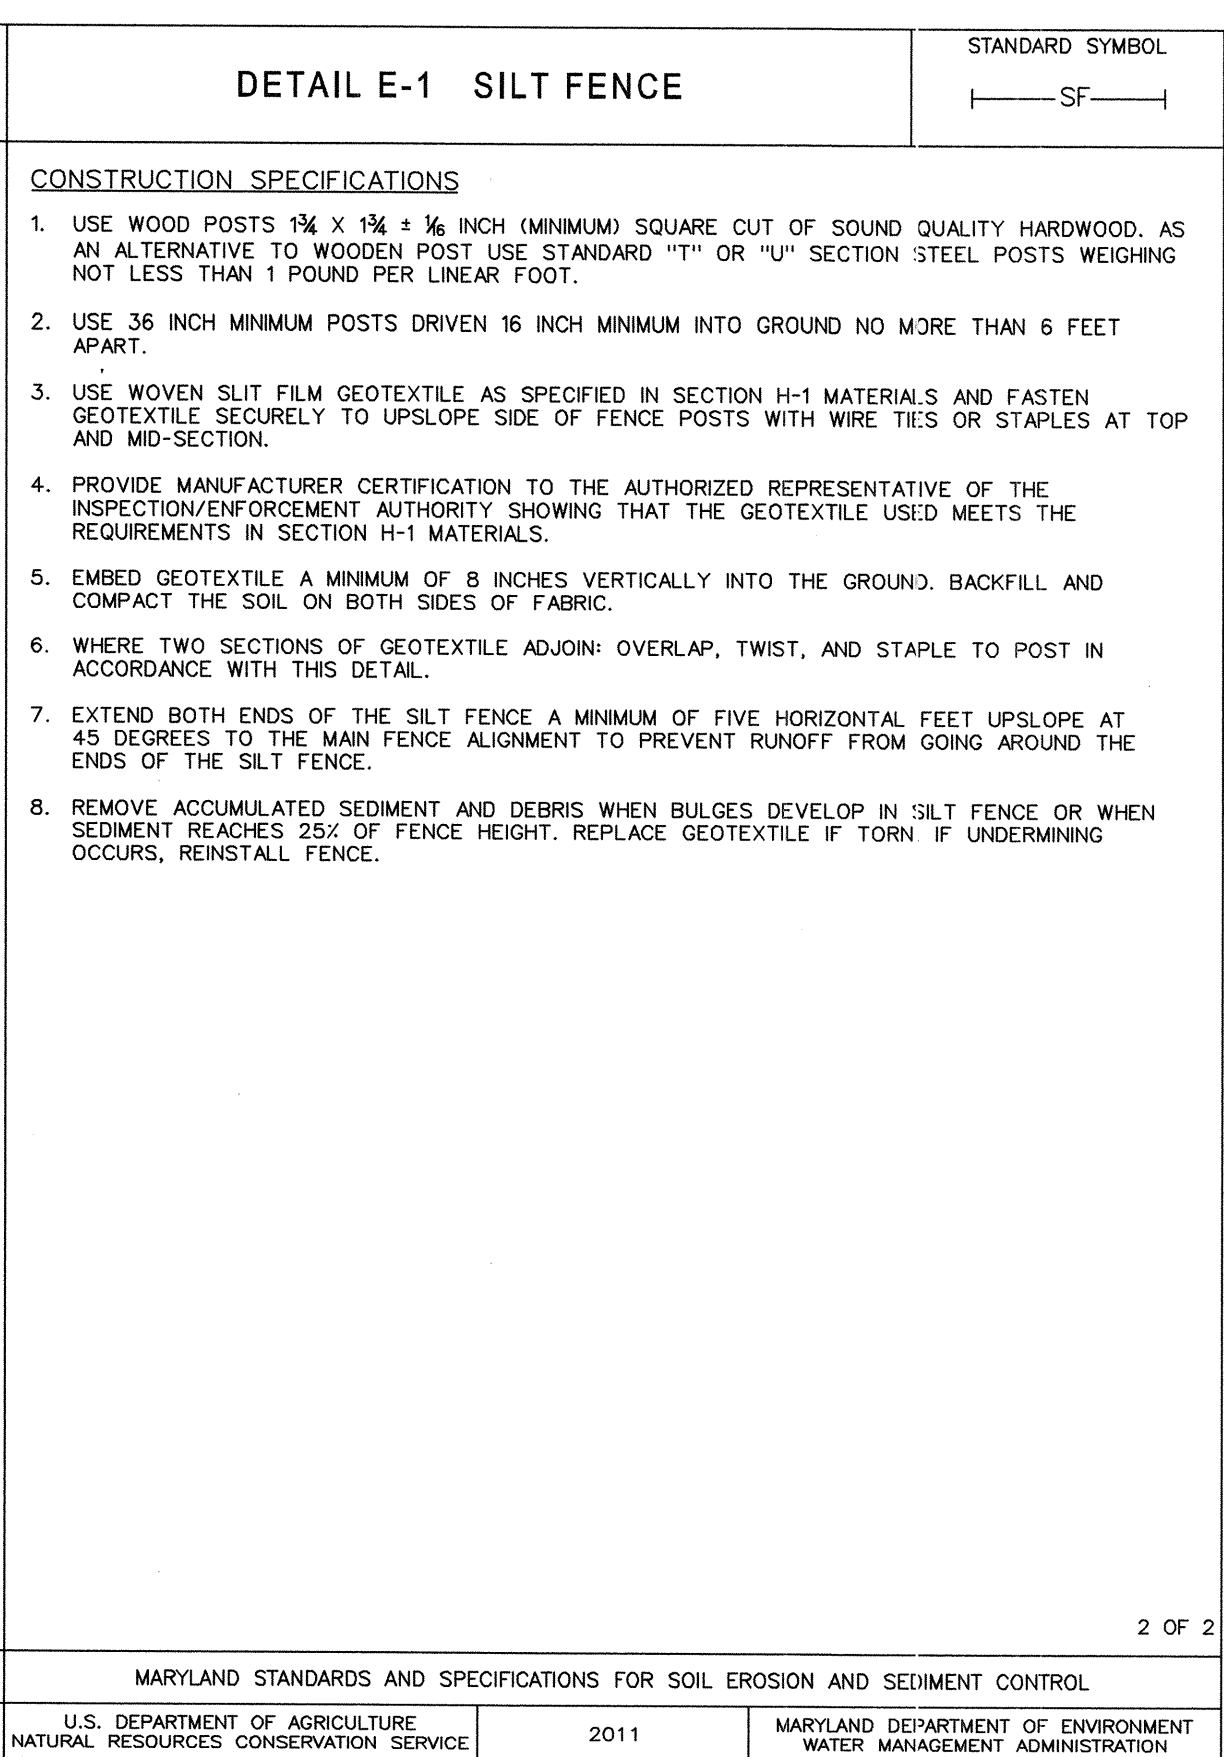 DETAIL E-1 SILT FENCE
STANDARD SYMBOL
SF
CONSTRUCTION SPECIFICATIONS
1. USE WOOD POSTS 1¾ X 1¾ ± 1⁄16 INCH (MINIMUM) SQUARE CUT OF SOUND QUALITY HARDWOOD. AS
AN ALTERNATIVE TO WOODEN POST USE STANDARD "T" OR "U" SECTION STEEL POSTS WEIGHING
NOT LESS THAN 1 POUND PER LINEAR FOOT.
2. USE 36 INCH MINIMUM POSTS DRIVEN 16 INCH MINIMUM INTO GROUND NO MORE THAN 6 FEET
APART.
3. USE WOVEN SLIT FILM GEOTEXTILE AS SPECIFIED IN SECTION H-1 MATERIALS AND FASTEN
GEOTEXTILE SECURELY TO UPSLOPE SIDE OF FENCE POSTS WITH WIRE TIES OR STAPLES AT TOP
AND MID-SECTION.
4. PROVIDE MANUFACTURER CERTIFICATION TO THE AUTHORIZED REPRESENTATIVE OF THE
INSPECTION/ENFORCEMENT AUTHORITY SHOWING THAT THE GEOTEXTILE USED MEETS THE
REQUIREMENTS IN SECTION H-1 MATERIALS.
5. EMBED GEOTEXTILE A MINIMUM OF 8 INCHES VERTICALLY INTO THE GROUND. BACKFILL AND
COMPACT THE SOIL ON BOTH SIDES OF FABRIC.
6. WHERE TWO SECTIONS OF GEOTEXTILE ADJOIN: OVERLAP, TWIST, AND STAPLE TO POST IN
ACCORDANCE WITH THIS DETAIL.
7. EXTEND BOTH ENDS OF THE SILT FENCE A MINIMUM OF FIVE HORIZONTAL FEET UPSLOPE AT
45 DEGREES TO THE MAIN FENCE ALIGNMENT TO PREVENT RUNOFF FROM GOING AROUND THE
ENDS OF THE SILT FENCE.
8. REMOVE ACCUMULATED SEDIMENT AND DEBRIS WHEN BULGES DEVELOP IN SILT FENCE OR WHEN
SEDIMENT REACHES 25% OF FENCE HEIGHT. REPLACE GEOTEXTILE IF TORN. IF UNDERMINING
OCCURS, REINSTALL FENCE.
2 OF 2
MARYLAND STANDARDS AND SPECIFICATIONS FOR SOIL EROSION AND SEDIMENT CONTROL
U.S. DEPARTMENT OF AGRICULTURE
NATURAL RESOURCES CONSERVATION SERVICE
2011
MARYLAND DEPARTMENT OF ENVIRONMENT
WATER MANAGEMENT ADMINISTRATION